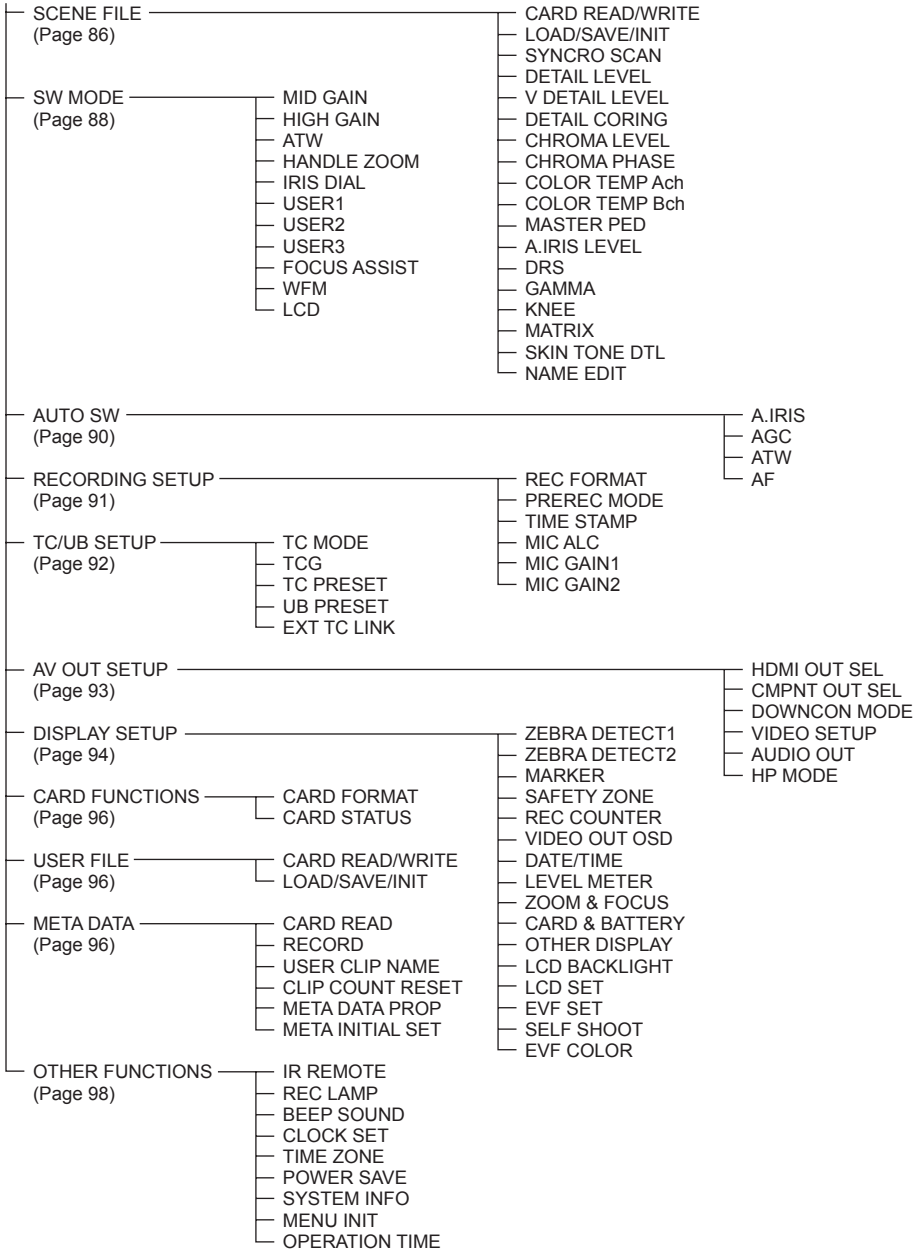 SCENE FILE
(Page 86)
CARD READ/WRITE
LOAD/SAVE/INIT
SYNCRO SCAN
DETAIL LEVEL
V DETAIL LEVEL
DETAIL CORING
CHROMA LEVEL
CHROMA PHASE
COLOR TEMP Ach
COLOR TEMP Bch
MASTER PED
A.IRIS LEVEL
DRS
GAMMA
KNEE
MATRIX
SKIN TONE DTL
NAME EDIT
SW MODE
(Page 88)
MID GAIN
HIGH GAIN
ATW
HANDLE ZOOM
IRIS DIAL
USER1
USER2
USER3
FOCUS ASSIST
WFM
LCD
AUTO SW
(Page 90)
A.IRIS
AGC
ATW
AF
RECORDING SETUP
(Page 91)
REC FORMAT
PREREC MODE
TIME STAMP
MIC ALC
MIC GAIN1
MIC GAIN2
TC/UB SETUP
(Page 92)
TC MODE
TCG
TC PRESET
UB PRESET
EXT TC LINK
AV OUT SETUP
(Page 93)
HDMI OUT SEL
CMPNT OUT SEL
DOWNCON MODE
VIDEO SETUP
AUDIO OUT
HP MODE
DISPLAY SETUP
(Page 94)
ZEBRA DETECT1
ZEBRA DETECT2
MARKER
SAFETY ZONE
REC COUNTER
VIDEO OUT OSD
DATE/TIME
LEVEL METER
ZOOM & FOCUS
CARD & BATTERY
OTHER DISPLAY
LCD BACKLIGHT
LCD SET
EVF SET
SELF SHOOT
EVF COLOR
CARD FUNCTIONS
(Page 96)
CARD FORMAT
CARD STATUS
USER FILE
(Page 96)
CARD READ/WRITE
LOAD/SAVE/INIT
META DATA
(Page 96)
CARD READ
RECORD
USER CLIP NAME
CLIP COUNT RESET
META DATA PROP
META INITIAL SET
OTHER FUNCTIONS
(Page 98)
IR REMOTE
REC LAMP
BEEP SOUND
CLOCK SET
TIME ZONE
POWER SAVE
SYSTEM INFO
MENU INIT
OPERATION TIME